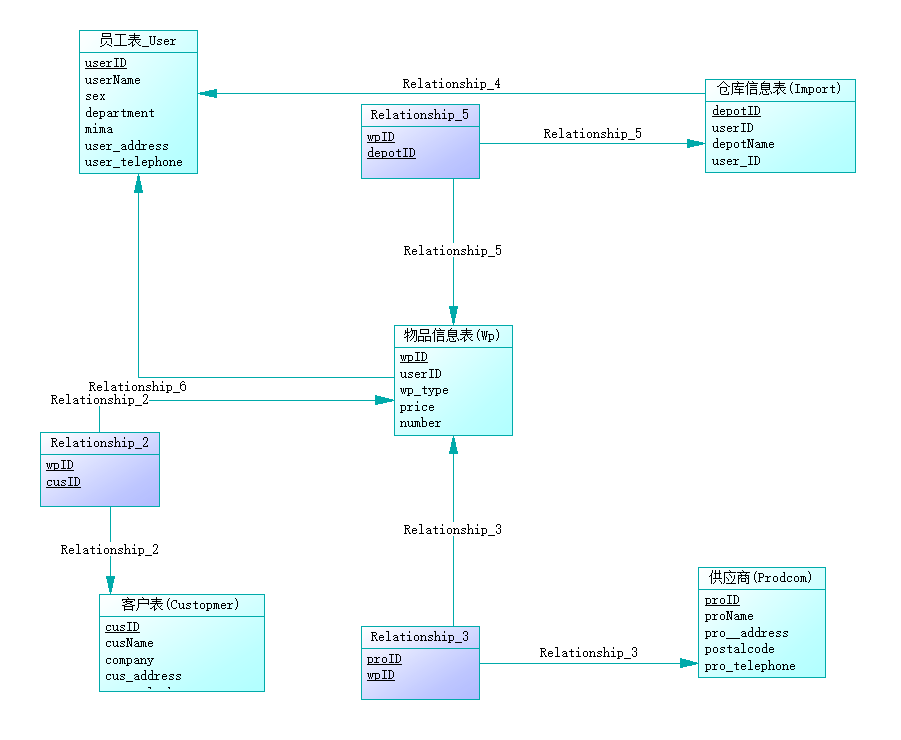 员工表_User
userID
userName
sex
department
mima
user_address
user_telephone
Relationship_4
仓库信息表(Import)
depotID
userID
depotName
user_ID
Relationship_5
wpID
depotID
Relationship_5
Relationship_5
物品信息表(Wp)
wpID
userID
wp_type
price
number
Relationship_6
Relationship_2
Relationship_2
wpID
cusID
Relationship_2
客户表(Custopmer)
cusID
cusName
company
cus_address
Relationship_3
Relationship_3
proID
wpID
Relationship_3
供应商(Prodcom)
proID
proName
pro__address
postalcode
pro_telephone